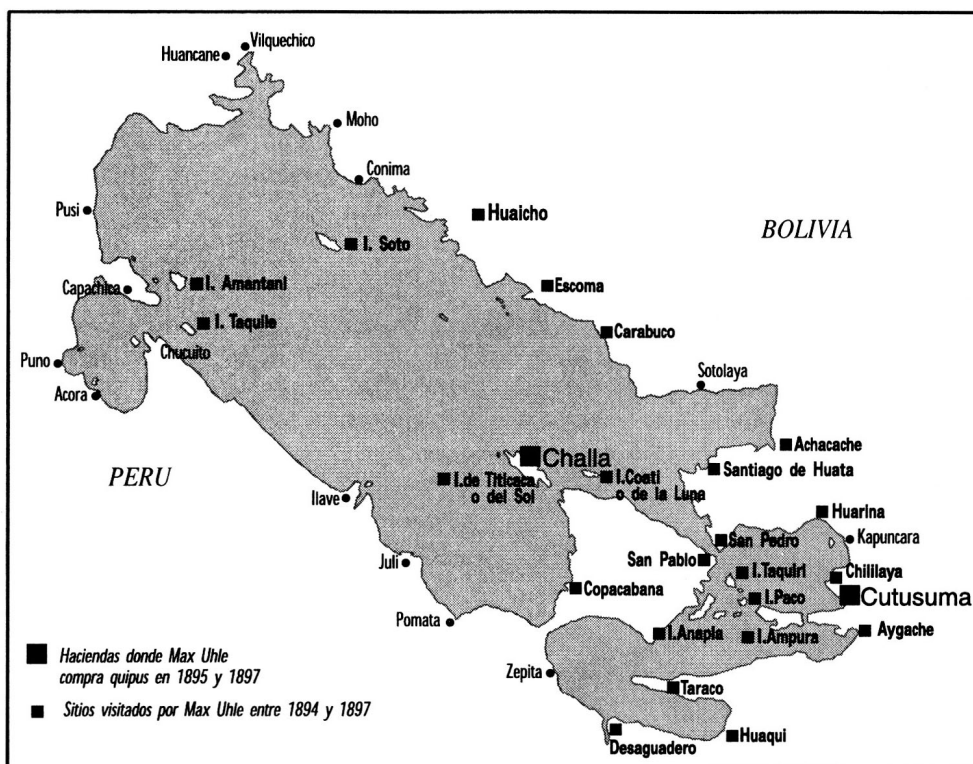 Vilquechico
Huancane
Moho
Conima
Pusi
Huaicho
BOLIVIA
I. Soto
I. Amantani
Capachica
Escoma
I. Taquile
Carabuco
Chucuito
Puno
Acora
Sotolaya
Achacache
Challa
Santiago de Huata
PERU
I.de Titicaca
o del Sol
I.Coati
o de la Luna
Ilave
Huarina
San Pedro
Kapuncara
San Pablo
Juli
I.Taquiri
Chililaya
Copacabana
I.Paco
Cutusuma
Pomata
I.Anapia
I.Ampura
Aygache
Haciendas donde Max Uhle
compra quipus en 1895 y 1897
Zepita
Taraco
Sitios visitados por Max Uhle entre 1894 y 1897
Desaguadero
Huaqui